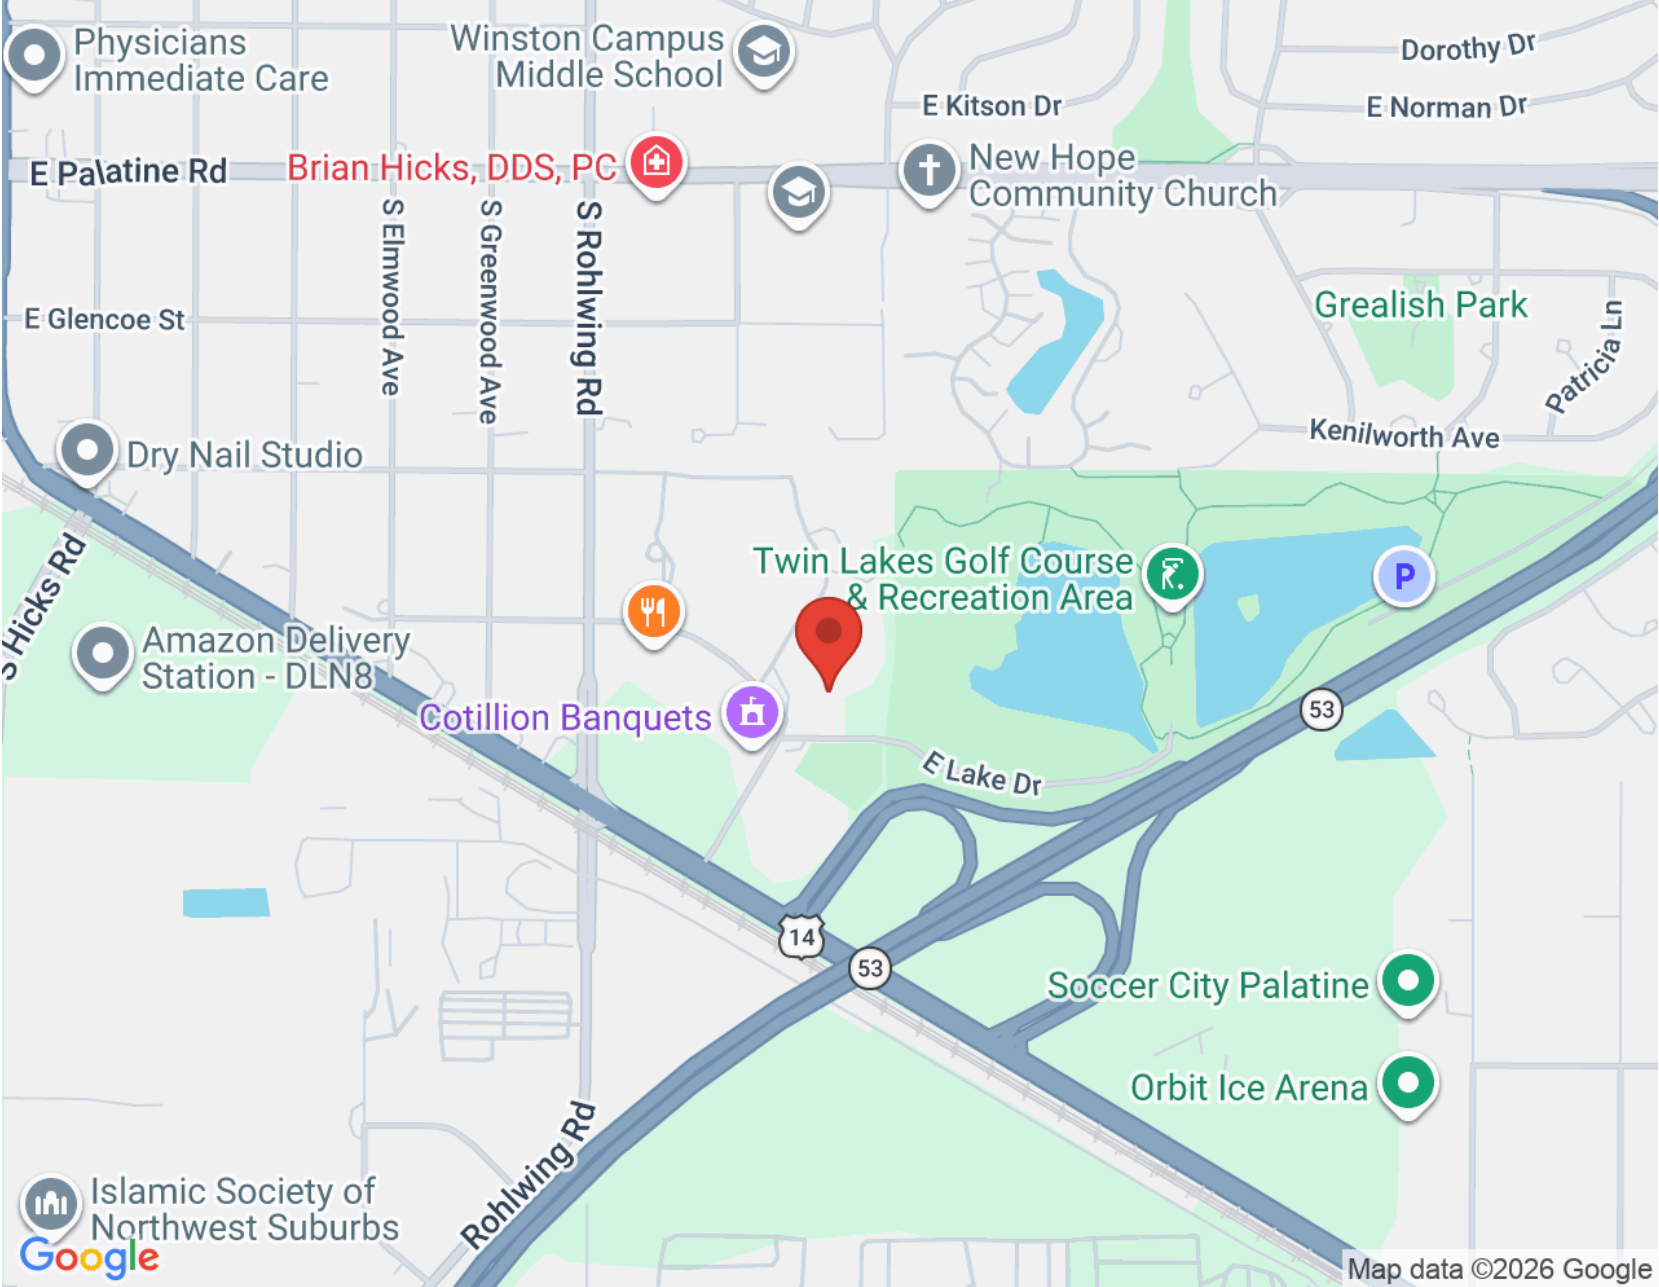 Physicians
Immediate Care
Winston Campus
Middle School
Dorothy Dr
E Kitson Dr
E Norman Dr
E Palatine Rd
Brian Hicks, DDS, PC
New Hope
Community Church
S Elmwood Ave
S Greenwood Ave
S Rohlwing Rd
E Glencoe St
Grealish Park
Patricia Ln
Kenilworth Ave
Dry Nail Studio
S Hicks Rd
Twin Lakes Golf Course
& Recreation Area
P
Amazon Delivery
Station - DLN8
Cotillion Banquets
53
E Lake Dr
14
53
Soccer City Palatine
Orbit Ice Arena
Rohlwing Rd
Islamic Society of
Northwest Suburbs
Google
Map data ©2026 Google